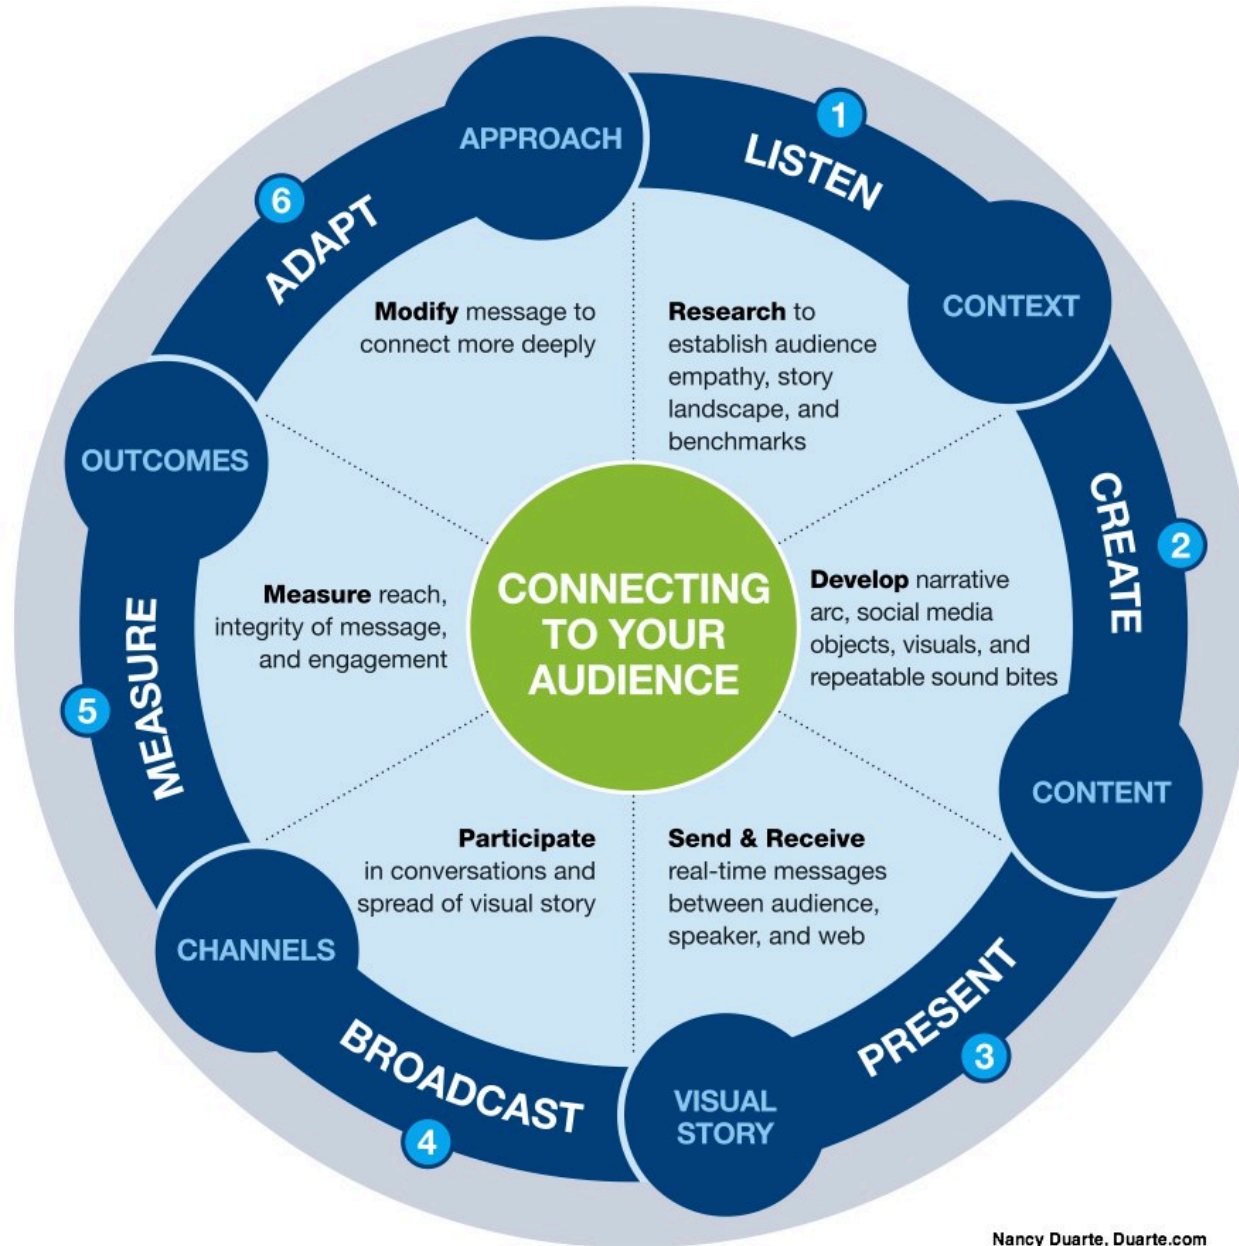 CONNECTING
TO YOUR
AUDIENCE
1
LISTEN
Research to
establish audience
empathy, story
landscape, and
benchmarks
CONTEXT
2
CREATE
Develop narrative
arc, social media
objects, visuals, and
repeatable sound bites
CONTENT
3
PRESENT
Send & Receive
real-time messages
between audience,
speaker, and web
VISUAL
STORY
4
BROADCAST
Participate
in conversations and
spread of visual story
CHANNELS
5
MEASURE
Measure reach,
integrity of message,
and engagement
OUTCOMES
6
ADAPT
Modify message to
connect more deeply
APPROACH
Nancy Duarte, Duarte.com